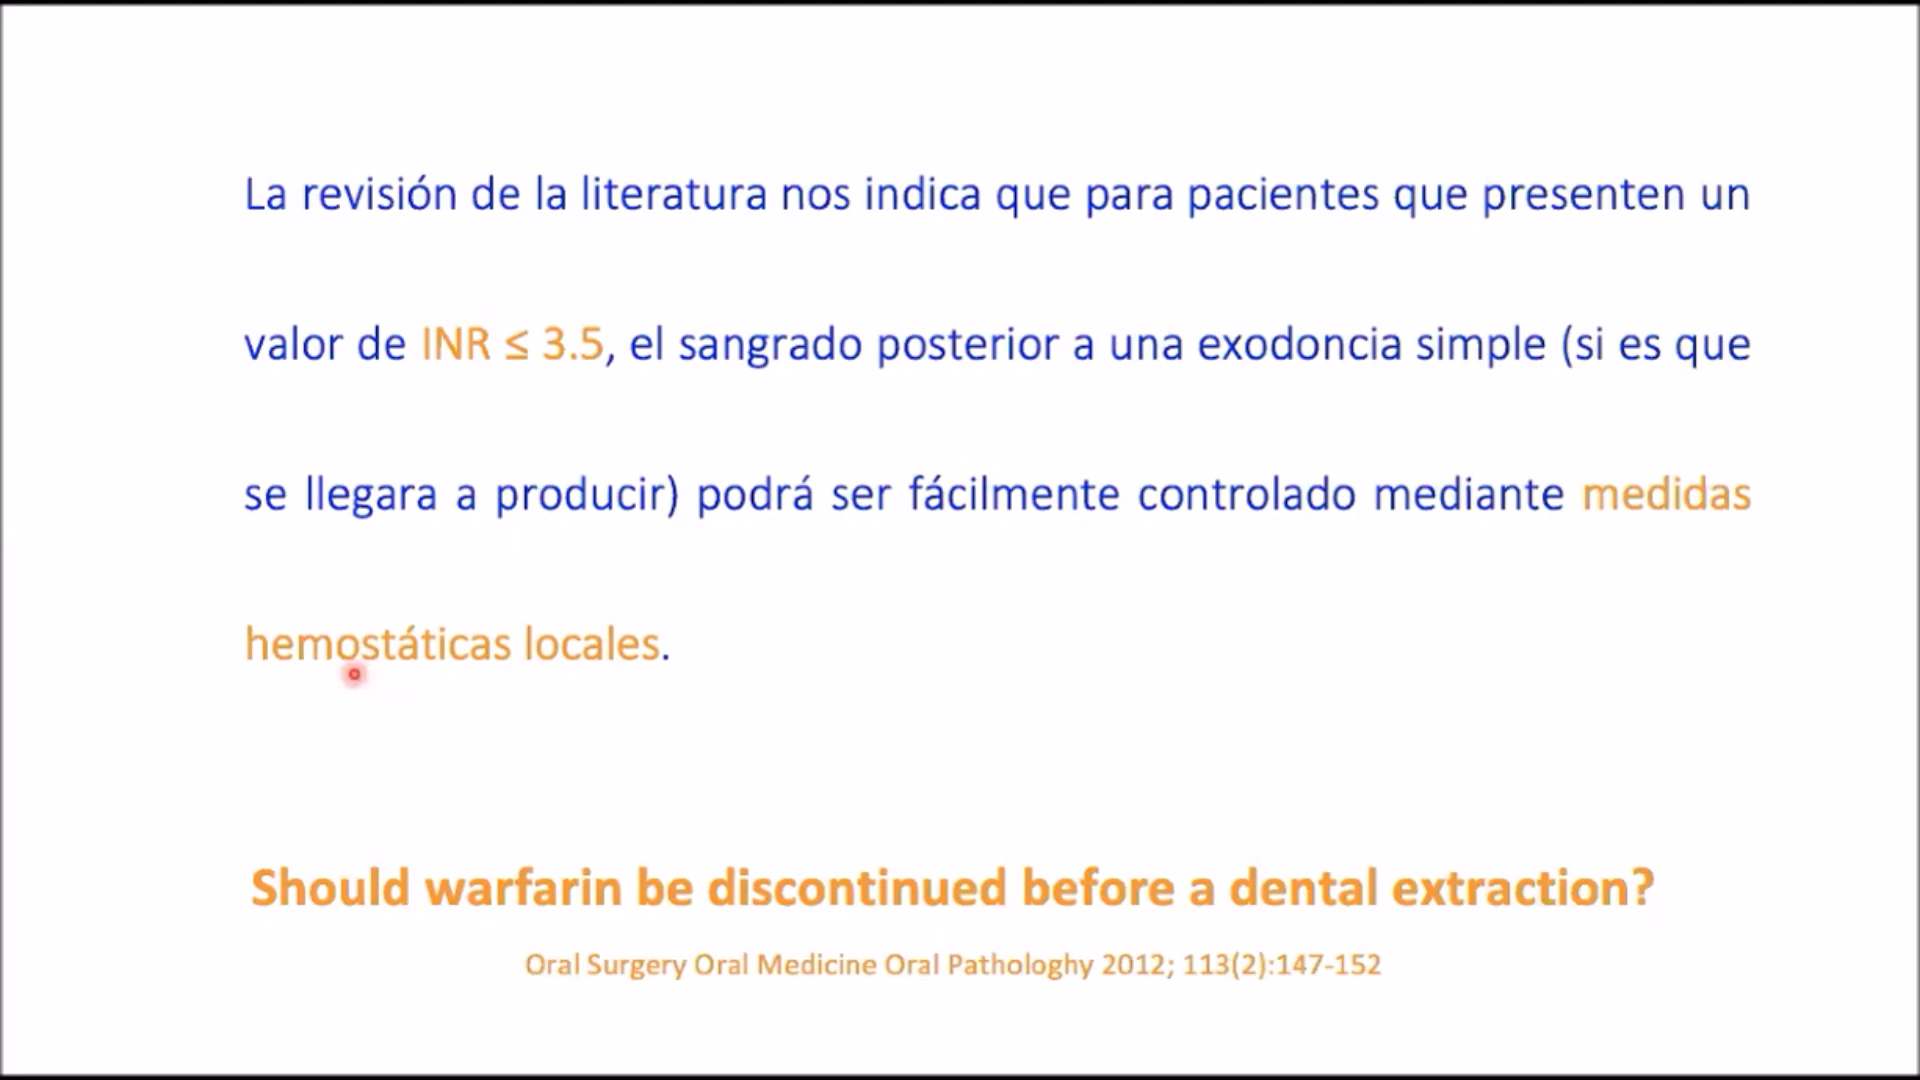 La revisión de la literatura nos indica que para pacientes que presenten un
valor de INR ≤ 3.5, el sangrado posterior a una exodoncia simple (si es que
se llegara a producir) podrá ser fácilmente controlado mediante medidas
hemostáticas locales.
Should warfarin be discontinued before a dental extraction?
Oral Surgery Oral Medicine Oral Pathologhy 2012; 113(2):147-152